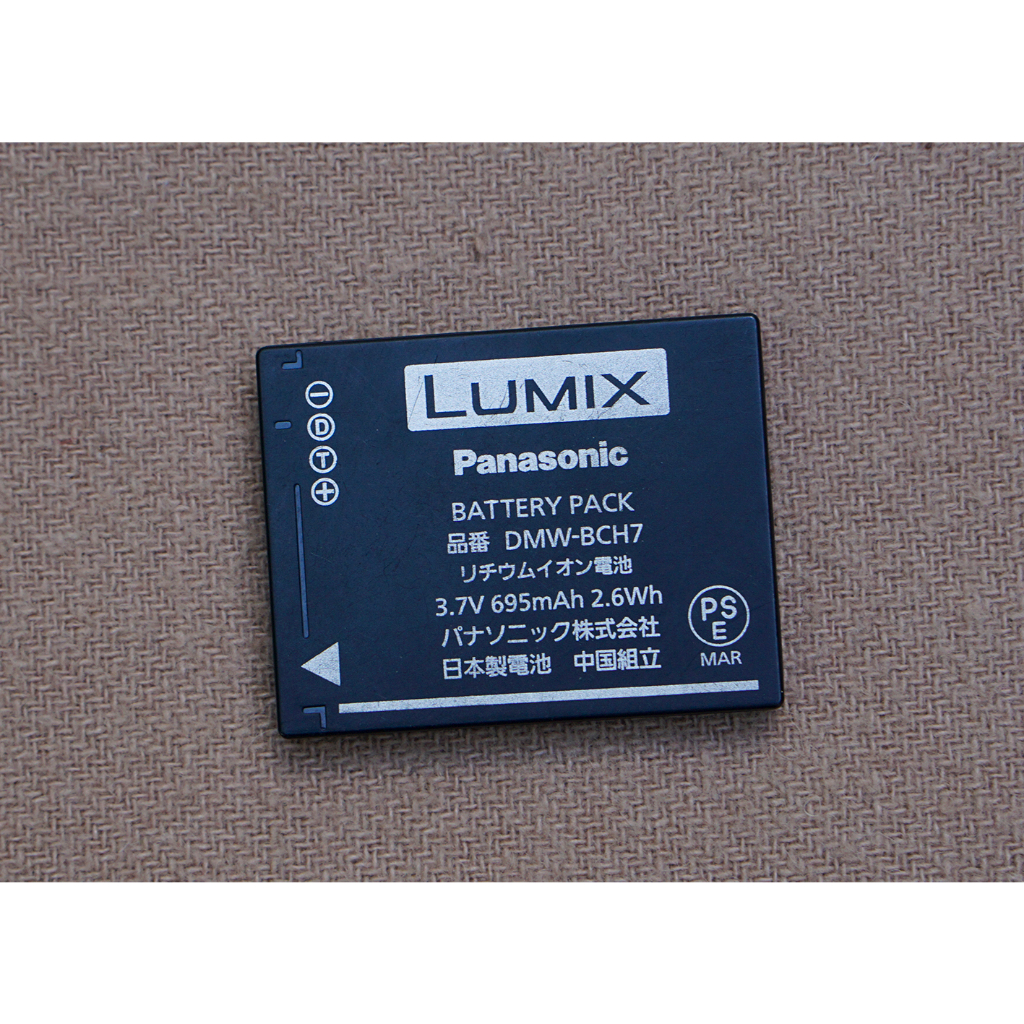 LUMIX
Panasonic
BATTERY PACK
品番 DMW-BCH7
リチウムイオン電池
3.7V 695mAh 2.6Wh
パナソニック株式会社
日本製電池 中国組立
PS
E
MAR
−
D
T
+